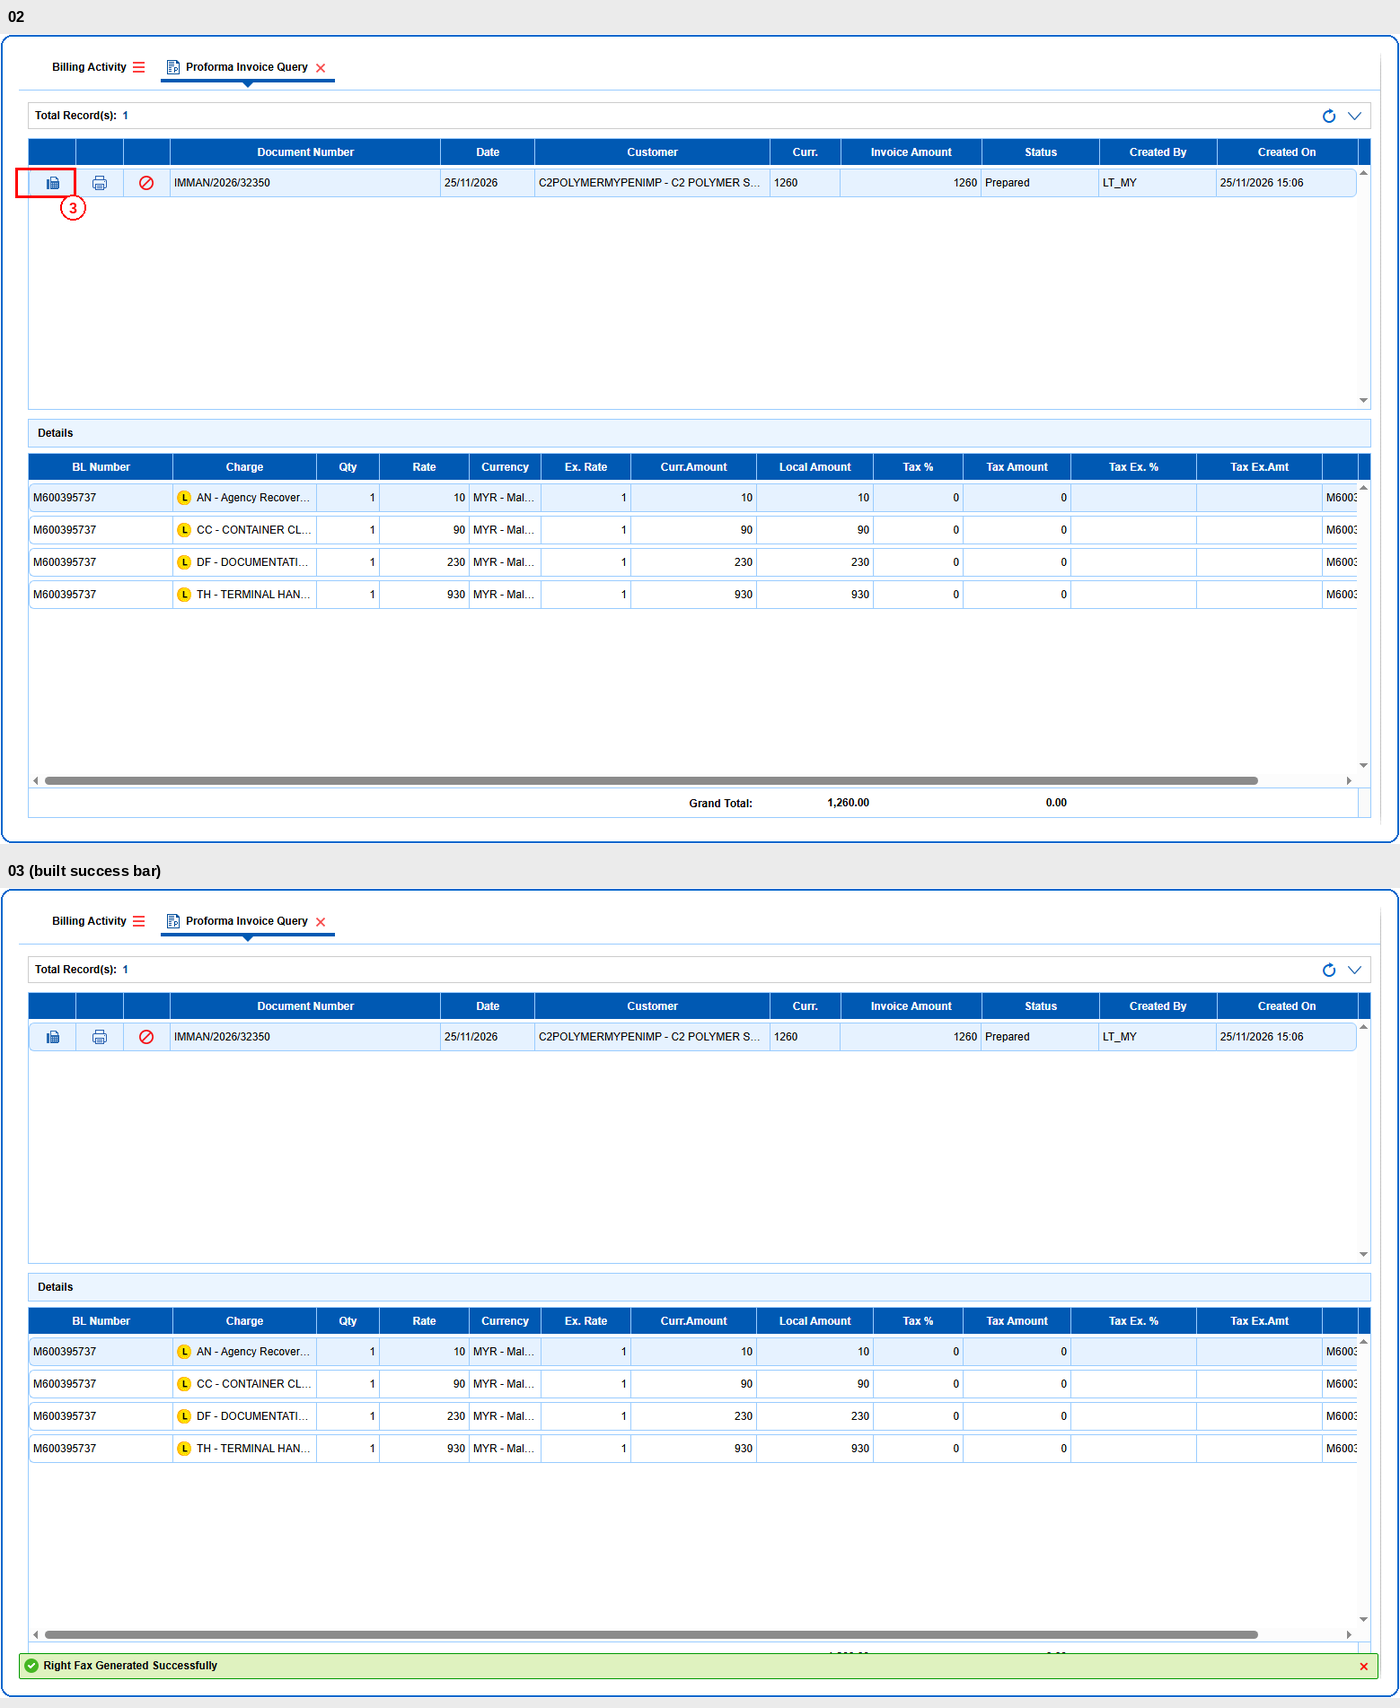 02
Billing Activity Proforma Invoice Query
Total Record(s): 1
Document Number Date Customer Curr. Invoice Amount Status Created By Created On
IMMAN/2026/32350 25/11/2026 C2POLYMERMYPENIMP - C2 POLYMER S... 1260 1260 Prepared LT_MY 25/11/2026 15:06
3
Details
BL Number Charge Qty Rate Currency Ex. Rate Curr.Amount Local Amount Tax % Tax Amount Tax Ex. % Tax Ex.Amt
M600395737 L AN - Agency Recover... 1 10 MYR - Mal... 1 10 10 0 0 M6003
M600395737 L CC - CONTAINER CL... 1 90 MYR - Mal... 1 90 90 0 0 M6003
M600395737 L DF - DOCUMENTATI... 1 230 MYR - Mal... 1 230 230 0 0 M6003
M600395737 L TH - TERMINAL HAN... 1 930 MYR - Mal... 1 930 930 0 0 M6003
Grand Total: 1,260.00 0.00
03 (built success bar)
Billing Activity Proforma Invoice Query
Total Record(s): 1
Document Number Date Customer Curr. Invoice Amount Status Created By Created On
IMMAN/2026/32350 25/11/2026 C2POLYMERMYPENIMP - C2 POLYMER S... 1260 1260 Prepared LT_MY 25/11/2026 15:06
Details
BL Number Charge Qty Rate Currency Ex. Rate Curr.Amount Local Amount Tax % Tax Amount Tax Ex. % Tax Ex.Amt
M600395737 L AN - Agency Recover... 1 10 MYR - Mal... 1 10 10 0 0 M6003
M600395737 L CC - CONTAINER CL... 1 90 MYR - Mal... 1 90 90 0 0 M6003
M600395737 L DF - DOCUMENTATI... 1 230 MYR - Mal... 1 230 230 0 0 M6003
M600395737 L TH - TERMINAL HAN... 1 930 MYR - Mal... 1 930 930 0 0 M6003
Right Fax Generated Successfully